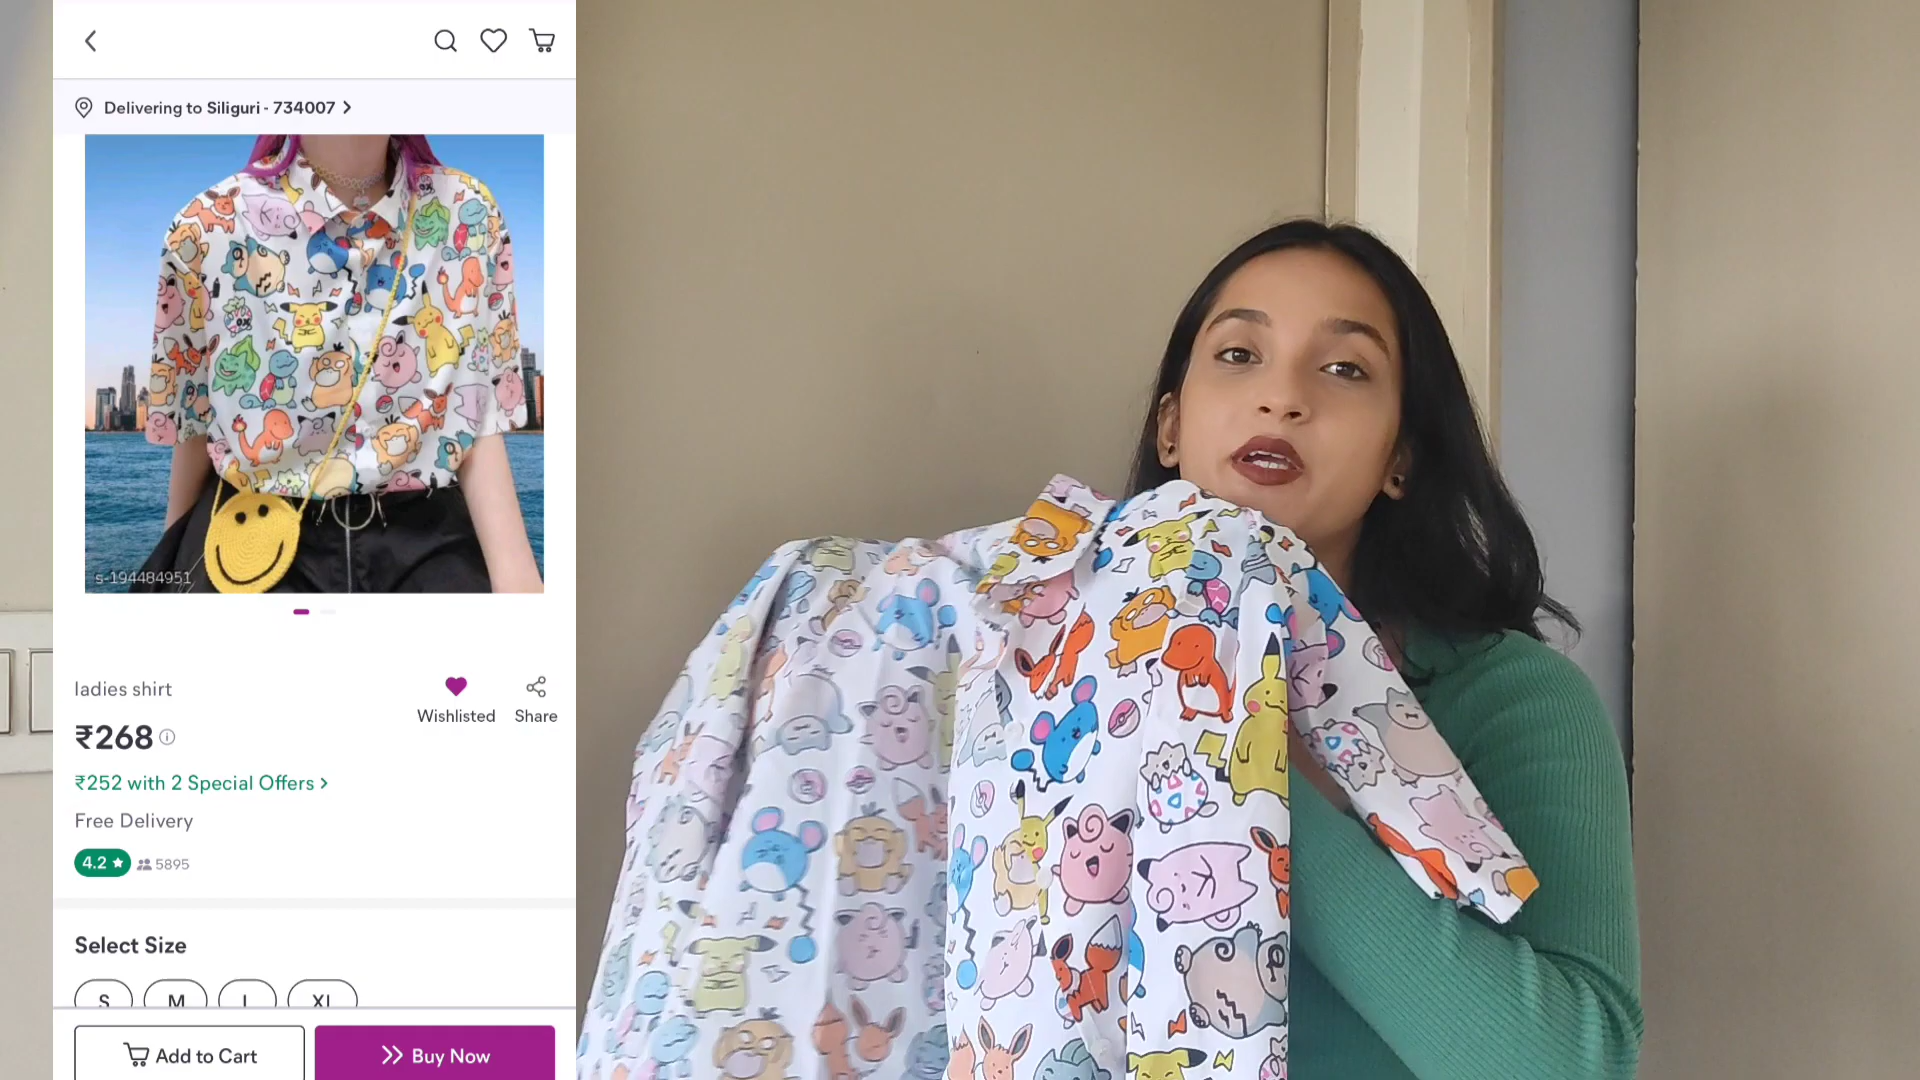 Delivering to Siliguri - 734007
s-194484951
ladies shirt
Wishlisted
Share
₹268
₹252 with 2 Special Offers
Free Delivery
4.2 ★ 5895
Select Size
S M L XL
Add to Cart
Buy Now